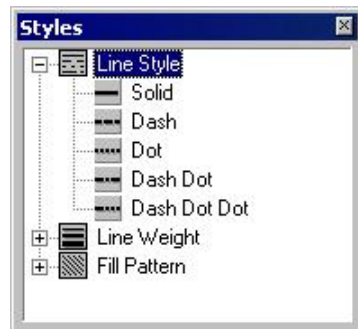 Styles
Line Style
Solid
Dash
Dot
Dash Dot
Dash Dot Dot
Line Weight
Fill Pattern